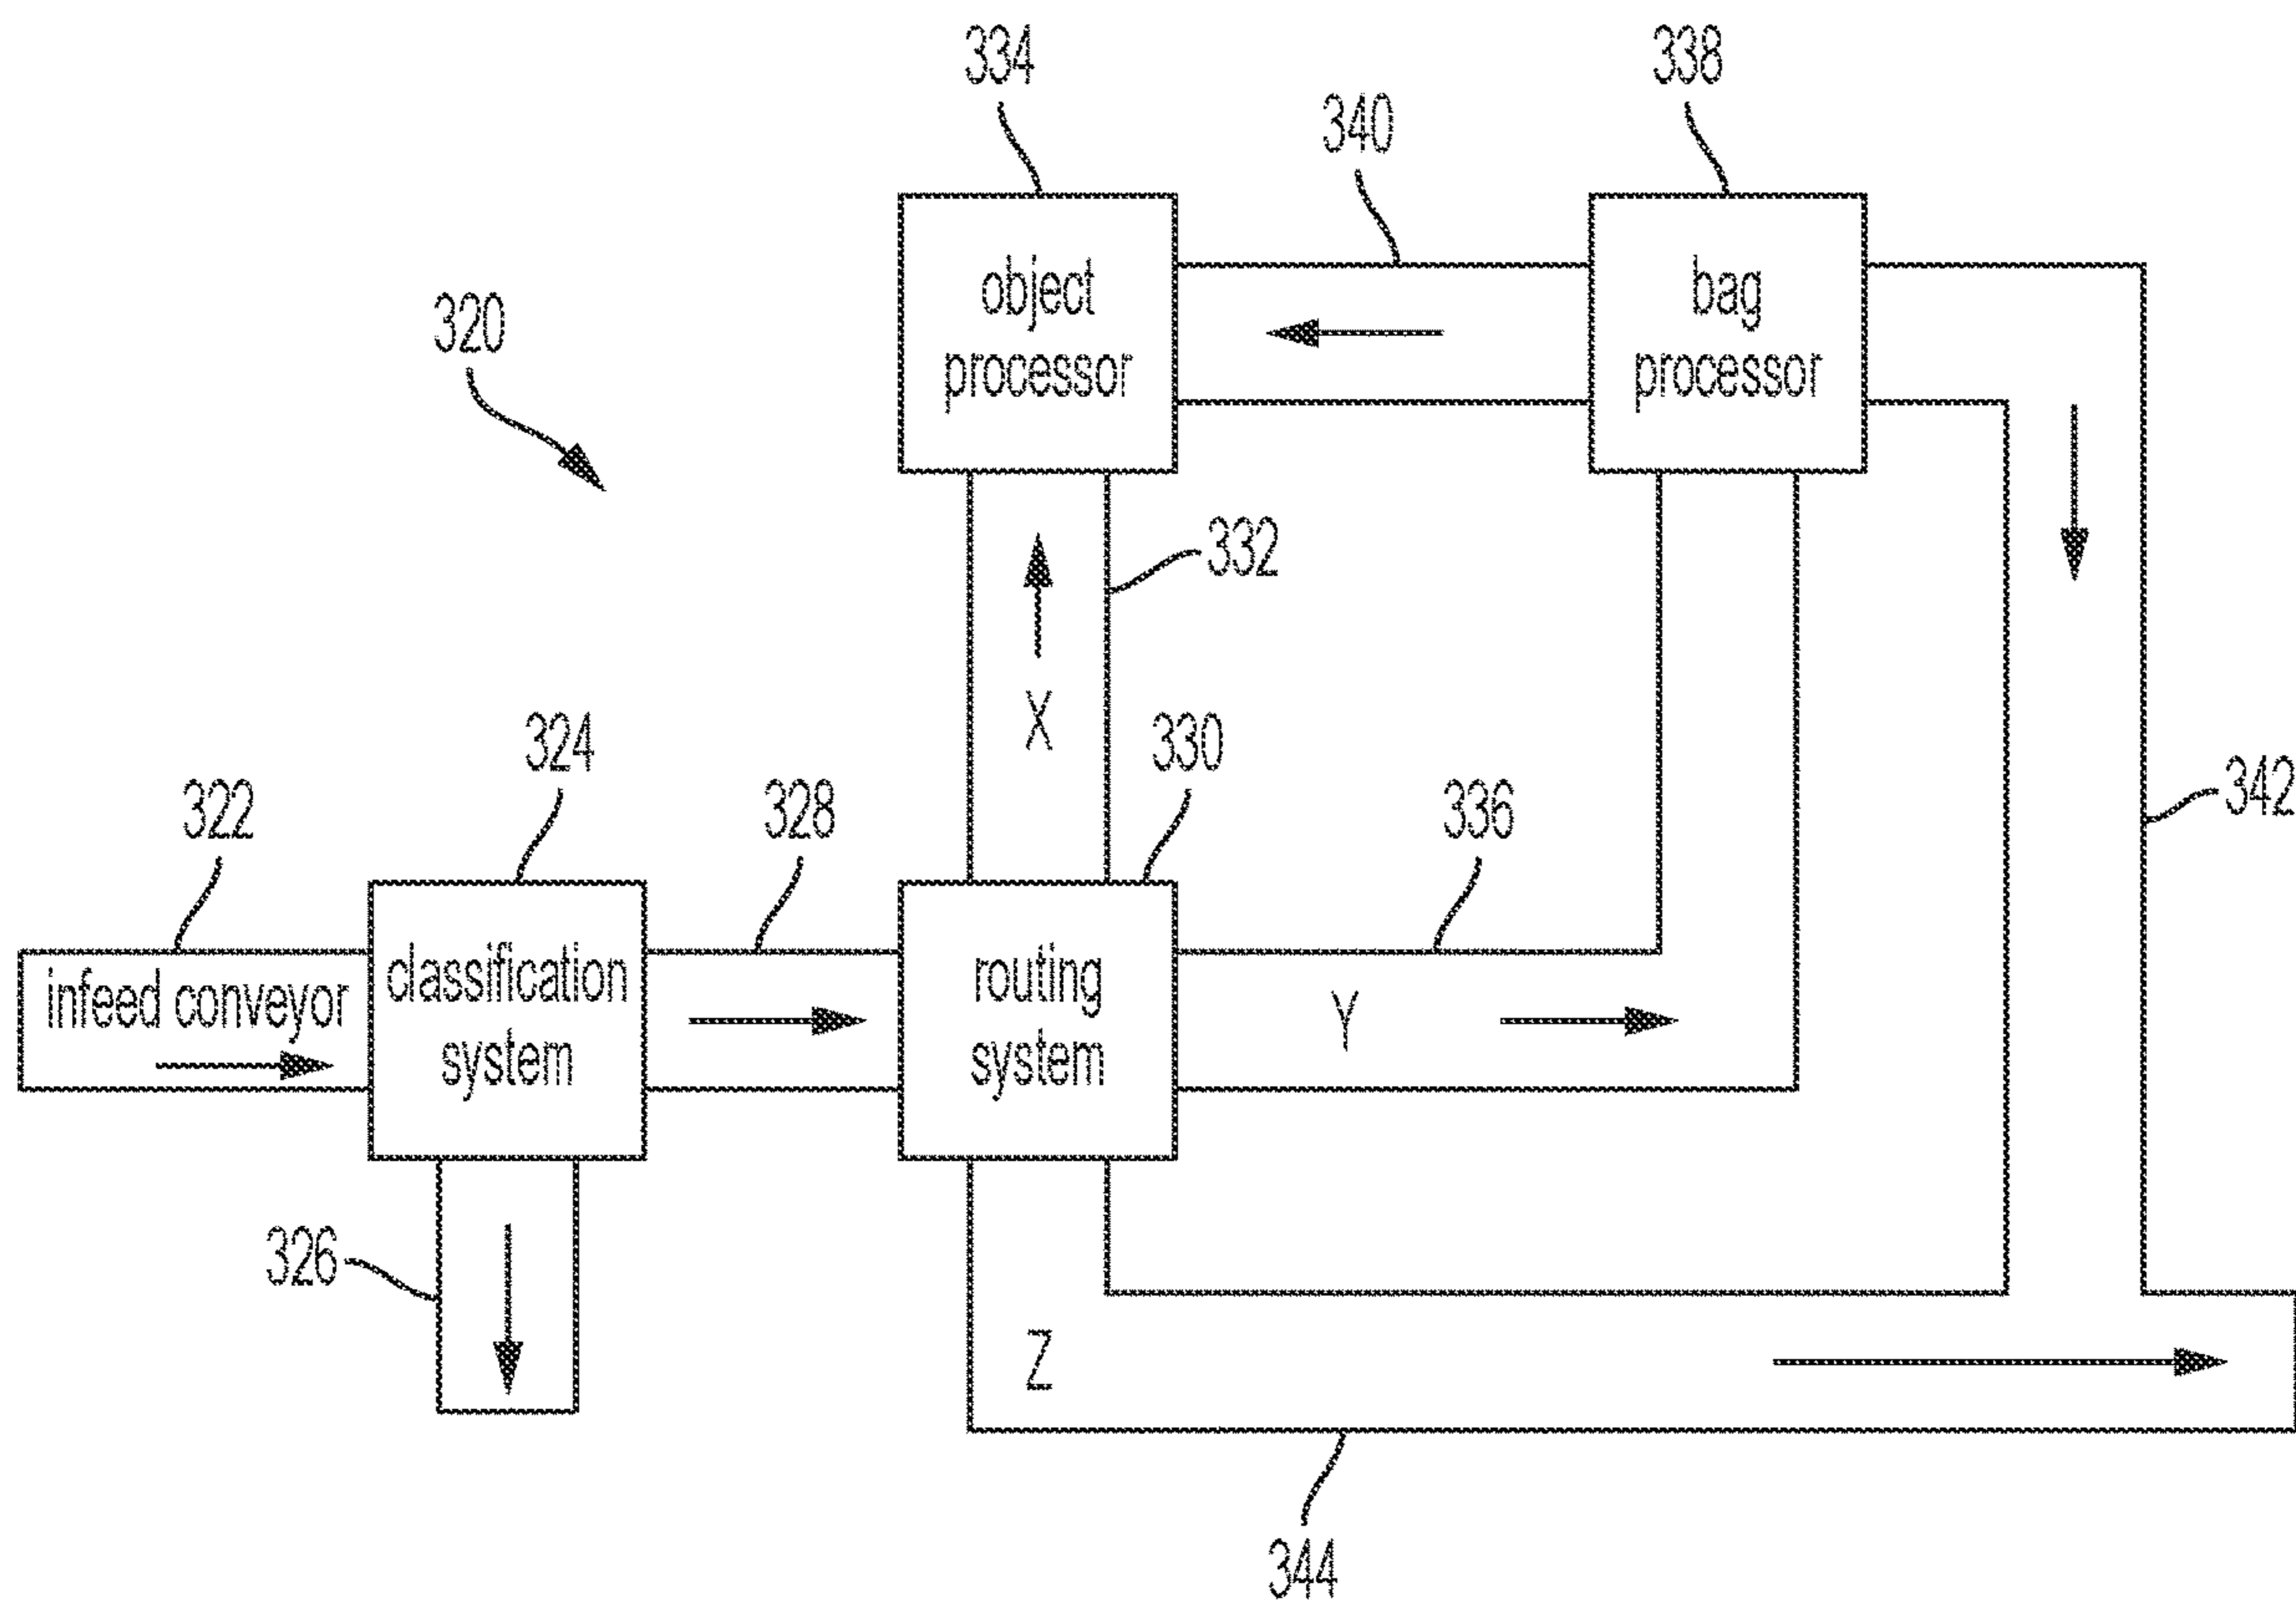 334
338
340
object
processor
bag
processor
320
332
X
330
324
322
328
336
342
infeed conveyor
classification
system
routing
system
Y
326
Z
344